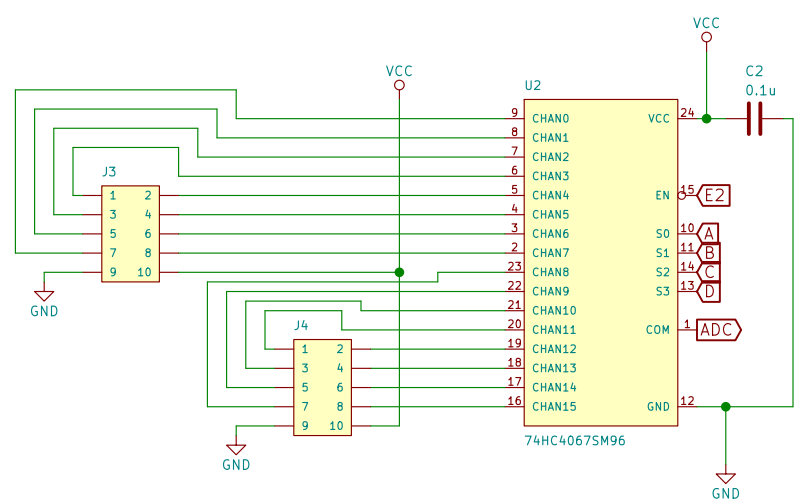 VCC
C2
0.1u
VCC
U2
9 CHAN0 VCC 24
8 CHAN1
7 CHAN2
6 CHAN3
J3
5 CHAN4 EN 15 E2
1 2
4 CHAN5
3 4
3 CHAN6 S0 10 A
5 6
2 CHAN7 S1 11 B
7 8
23 CHAN8 S2 14 C
9 10
22 CHAN9 S3 13 D
GND
21 CHAN10
J4
20 CHAN11 COM 1 ADC
19 CHAN12
1 2
18 CHAN13
3 4
17 CHAN14
5 6
16 CHAN15 GND 12
7 8
9 10
74HC4067SM96
GND
GND